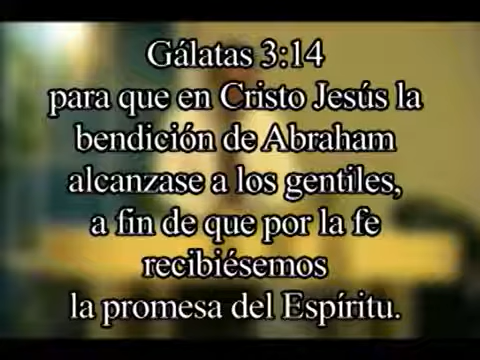 Gálatas 3:14
para que en Cristo Jesús la
bendición de Abraham
alcanzase a los gentiles,
a fin de que por la fe
recibiésemos
la promesa del Espíritu.